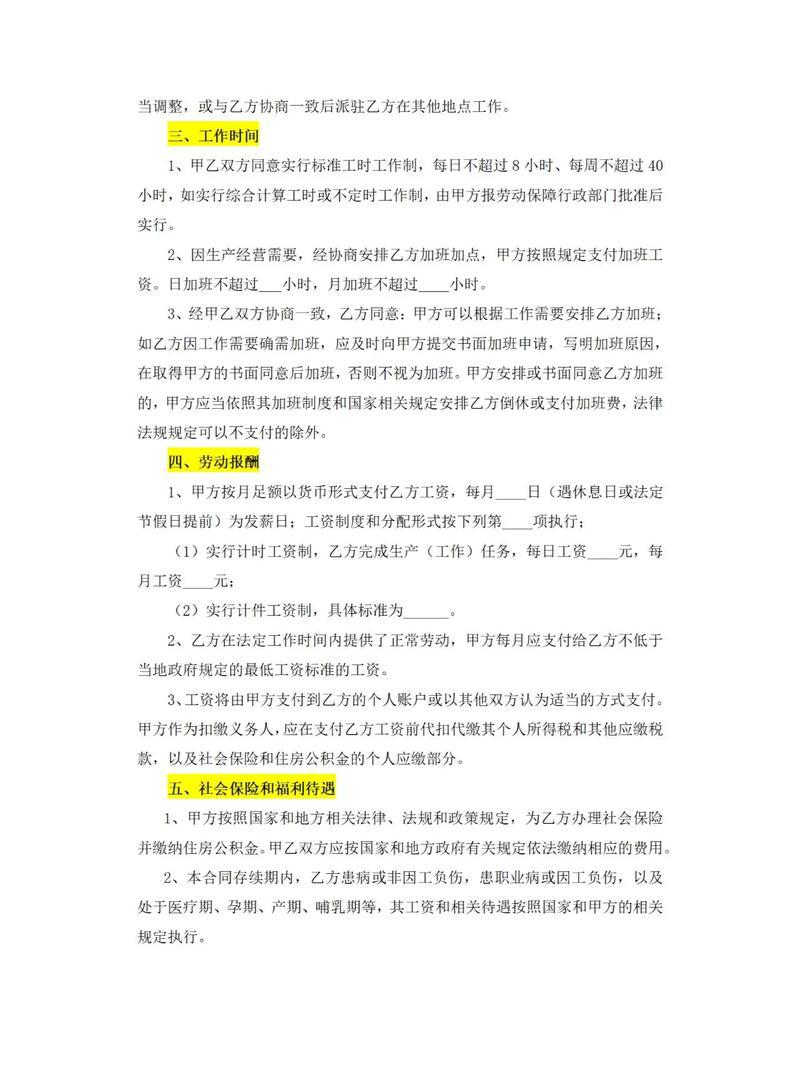 当调整，或与乙方协商一致后派驻乙方在其他地点工作。
三、工作时间
1、甲乙双方同意实行标准工时工作制，每日不超过 8 小时、每周不超过 40
小时，如实行综合计算工时或不定时工作制，由甲方报劳动保障行政部门批准后
实行。
2、因生产经营需要，经协商安排乙方加班加点，甲方按照规定支付加班工
资。日加班不超过___小时，月加班不超过____小时。
3、经甲乙双方协商一致，乙方同意：甲方可以根据工作需要安排乙方加班；
如乙方因工作需要确需加班，应及时向甲方提交书面加班申请，写明加班原因，
在取得甲方的书面同意后加班，否则不视为加班。甲方安排或书面同意乙方加班
的，甲方应当依照其加班制度和国家相关规定安排乙方倒休或支付加班费，法律
法规规定可以不支付的除外。
四、劳动报酬
1、甲方按月足额以货币形式支付乙方工资，每月____日（遇休息日或法定
节假日提前）为发薪日；工资制度和分配形式按下列第____项执行；
（1）实行计时工资制，乙方完成生产（工作）任务，每日工资____元，每
月工资____元；
（2）实行计件工资制，具体标准为______。
2、乙方在法定工作时间内提供了正常劳动，甲方每月应支付给乙方不低于
当地政府规定的最低工资标准的工资。
3、工资将由甲方支付到乙方的个人账户或以其他双方认为适当的方式支付。
甲方作为扣缴义务人，应在支付乙方工资前代扣代缴其个人所得税和其他应缴税
款，以及社会保险和住房公积金的个人应缴部分。
五、社会保险和福利待遇
1、甲方按照国家和地方相关法律、法规和政策规定，为乙方办理社会保险
并缴纳住房公积金。甲乙双方应按国家和地方政府有关规定依法缴纳相应的费用。
2、本合同存续期内，乙方患病或非因工负伤，患职业病或因工负伤，以及
处于医疗期、孕期、产期、哺乳期等，其工资和相关待遇按照国家和甲方的相关
规定执行。